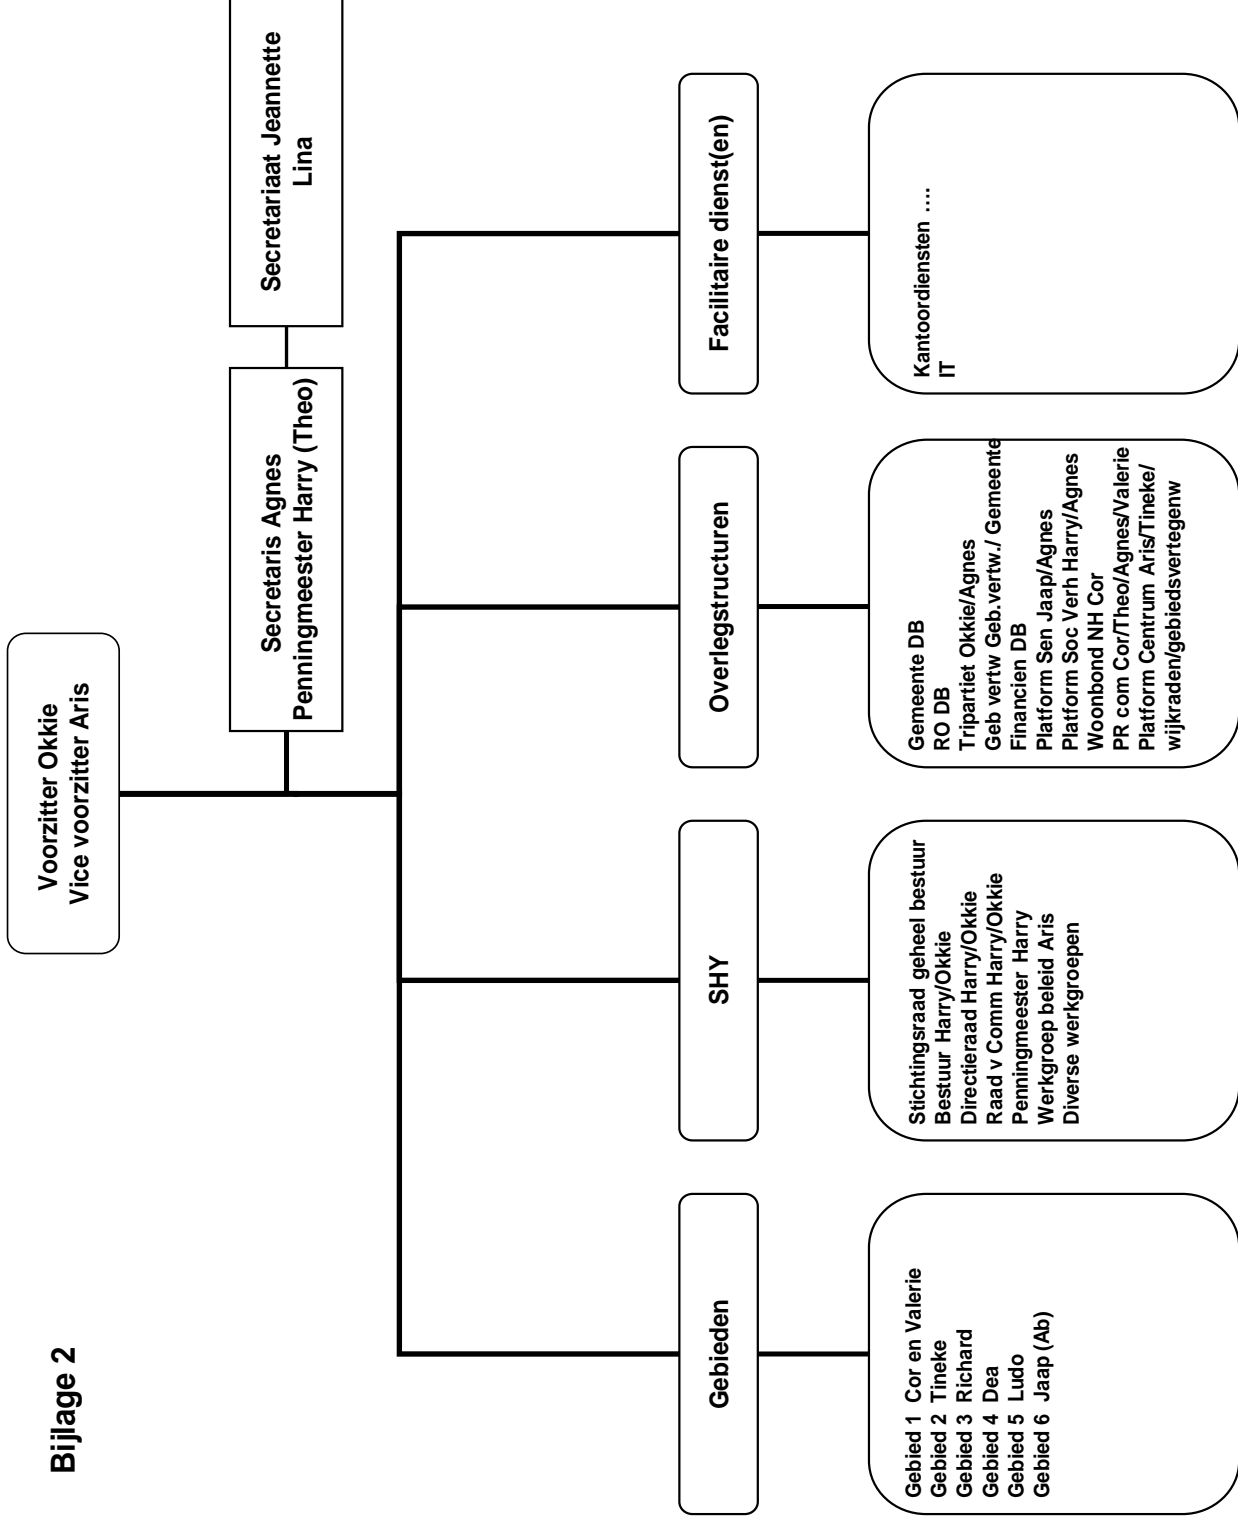 Bijlage 2
Voorzitter Okkie
Vice voorzitter Aris
Secretaris Agnes
Penningmeester Harry (Theo)
Secretariaat Jeannette
Lina
Gebieden
SHY
Overlegstructuren
Facilitaire dienst(en)
Gebied 1 Cor en Valerie
Gebied 2 Tineke
Gebied 3 Richard
Gebied 4 Dea
Gebied 5 Ludo
Gebied 6 Jaap (Ab)
Stichtingsraad geheel bestuur
Bestuur Harry/Okkie
Directieraad Harry/Okkie
Raad v Comm Harry/Okkie
Penningmeester Harry
Werkgroep beleid Aris
Diverse werkgroepen
Gemeente DB
RO DB
Tripartiet Okkie/Agnes
Geb vertw Geb.vertw./ Gemeente
Financien DB
Platform Sen Jaap/Agnes
Platform Soc Verh Harry/Agnes
Woonbond NH Cor
PR com Cor/Theo/Agnes/Valerie
Platform Centrum Aris/Tineke/
wijkraden/gebiedsvertegenw
Kantoordiensten ....
IT